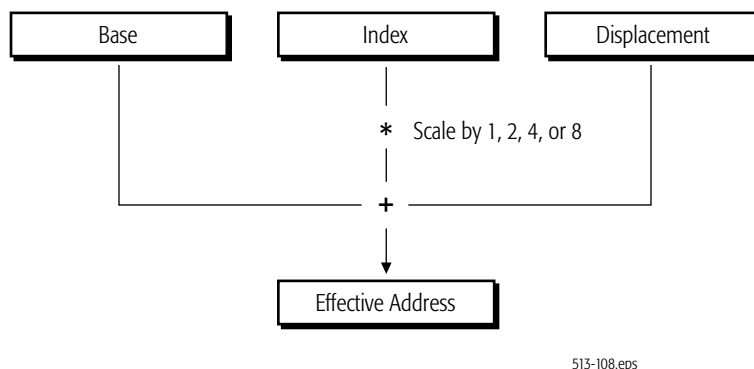 Base Index Displacement
* Scale by 1, 2, 4, or 8
+
Effective Address
513-108.eps